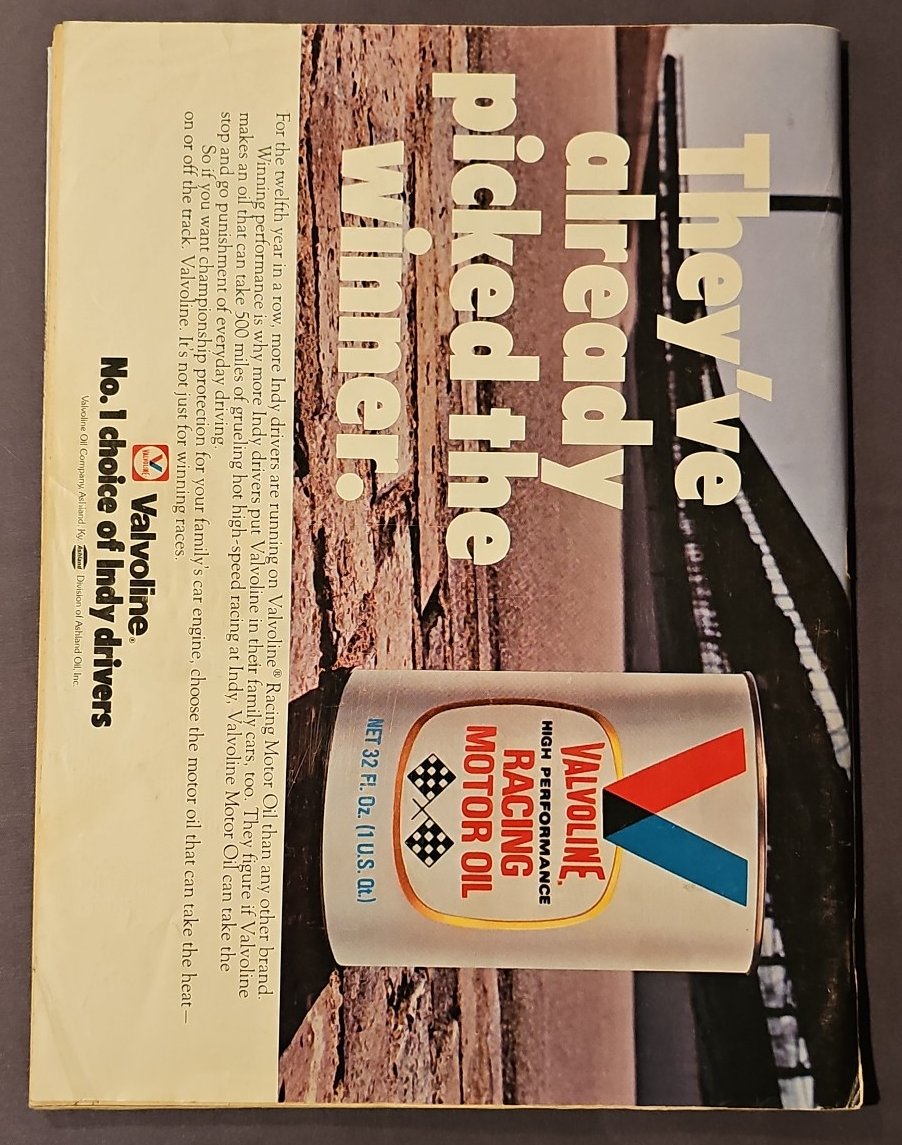 They've
already
picked the
winner.
VALVOLINE®
HIGH PERFORMANCE
RACING
MOTOR OIL
NET 32 Fl. Oz. (1 U.S. Qt.)
For the twelfth year in a row, more Indy drivers are running on Valvoline® Racing Motor Oil than any other brand.
Winning performance is why more Indy drivers put Valvoline in their family cars, too. They figure if Valvoline
makes an oil that can take 500 miles of grueling hot high-speed racing at Indy, Valvoline Motor Oil can take the
stop and go punishment of everyday driving.
So if you want championship protection for your family's car engine, choose the motor oil that can take the heat—
on or off the track. Valvoline. It's not just for winning races.
VALVOLINE
Valvoline®
No. 1 choice of Indy drivers
Valvoline Oil Company, Ashland, Ky. Ashland Division of Ashland Oil, Inc.